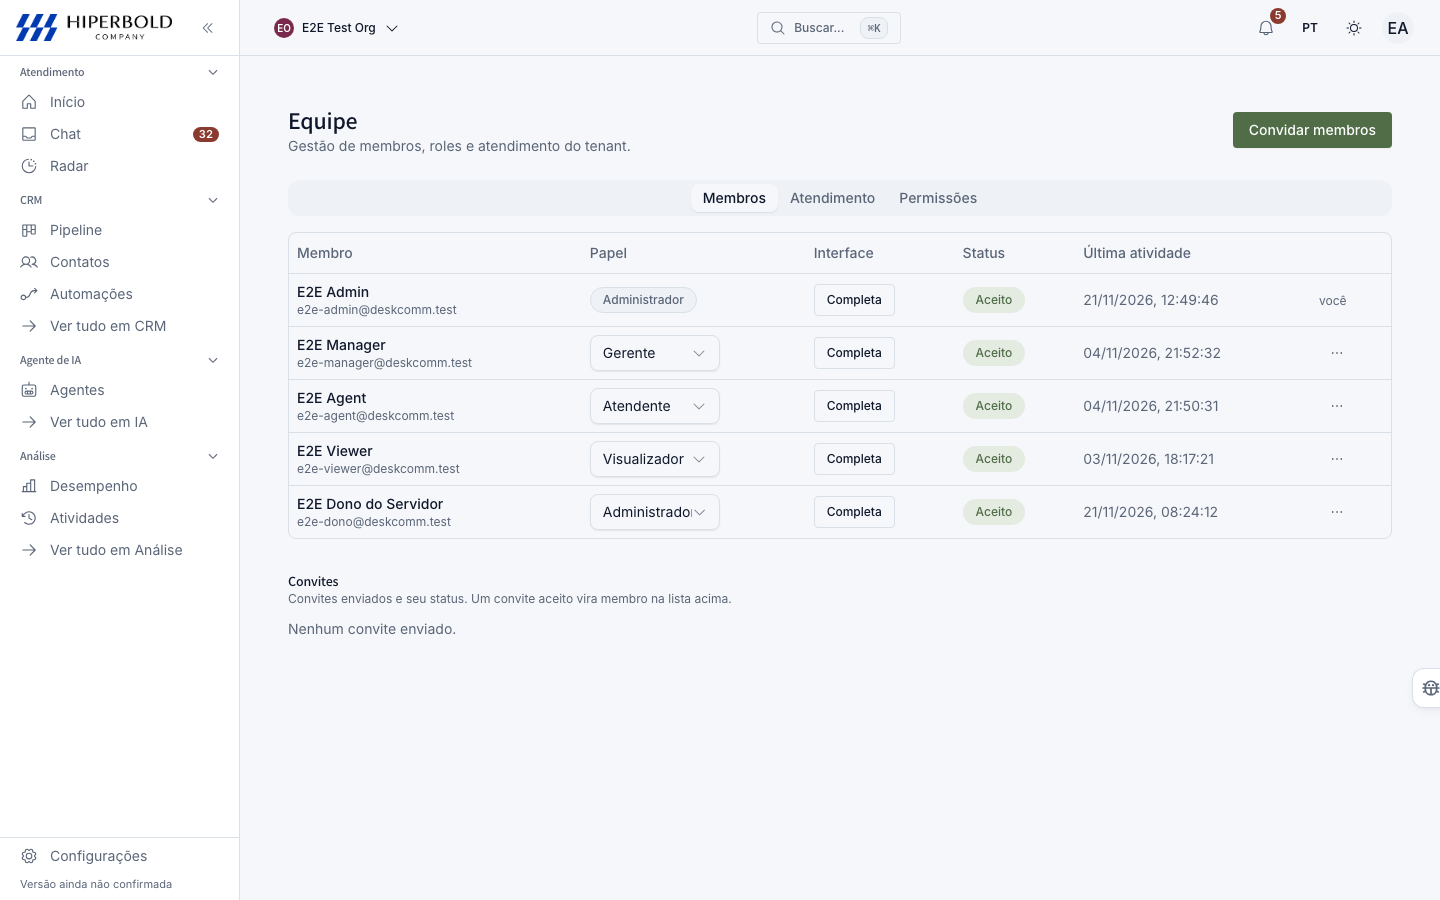 HIPERBOLD
COMPANY
EO E2E Test Org
Buscar... ⌘K
5
PT
EA
Atendimento
Início
Chat 32
Radar
CRM
Pipeline
Contatos
Automações
Ver tudo em CRM
Agente de IA
Agentes
Ver tudo em IA
Análise
Desempenho
Atividades
Ver tudo em Análise
Configurações
Versão ainda não confirmada
Equipe
Gestão de membros, roles e atendimento do tenant.
Convidar membros
Membros Atendimento Permissões
Membro Papel Interface Status Última atividade
E2E Admin
e2e-admin@deskcomm.test
Administrador Completa Aceito 21/11/2026, 12:49:46 você
E2E Manager
e2e-manager@deskcomm.test
Gerente Completa Aceito 04/11/2026, 21:52:32 ...
E2E Agent
e2e-agent@deskcomm.test
Atendente Completa Aceito 04/11/2026, 21:50:31 ...
E2E Viewer
e2e-viewer@deskcomm.test
Visualizador Completa Aceito 03/11/2026, 18:17:21 ...
E2E Dono do Servidor
e2e-dono@deskcomm.test
Administrador Completa Aceito 21/11/2026, 08:24:12 ...
Convites
Convites enviados e seu status. Um convite aceito vira membro na lista acima.
Nenhum convite enviado.